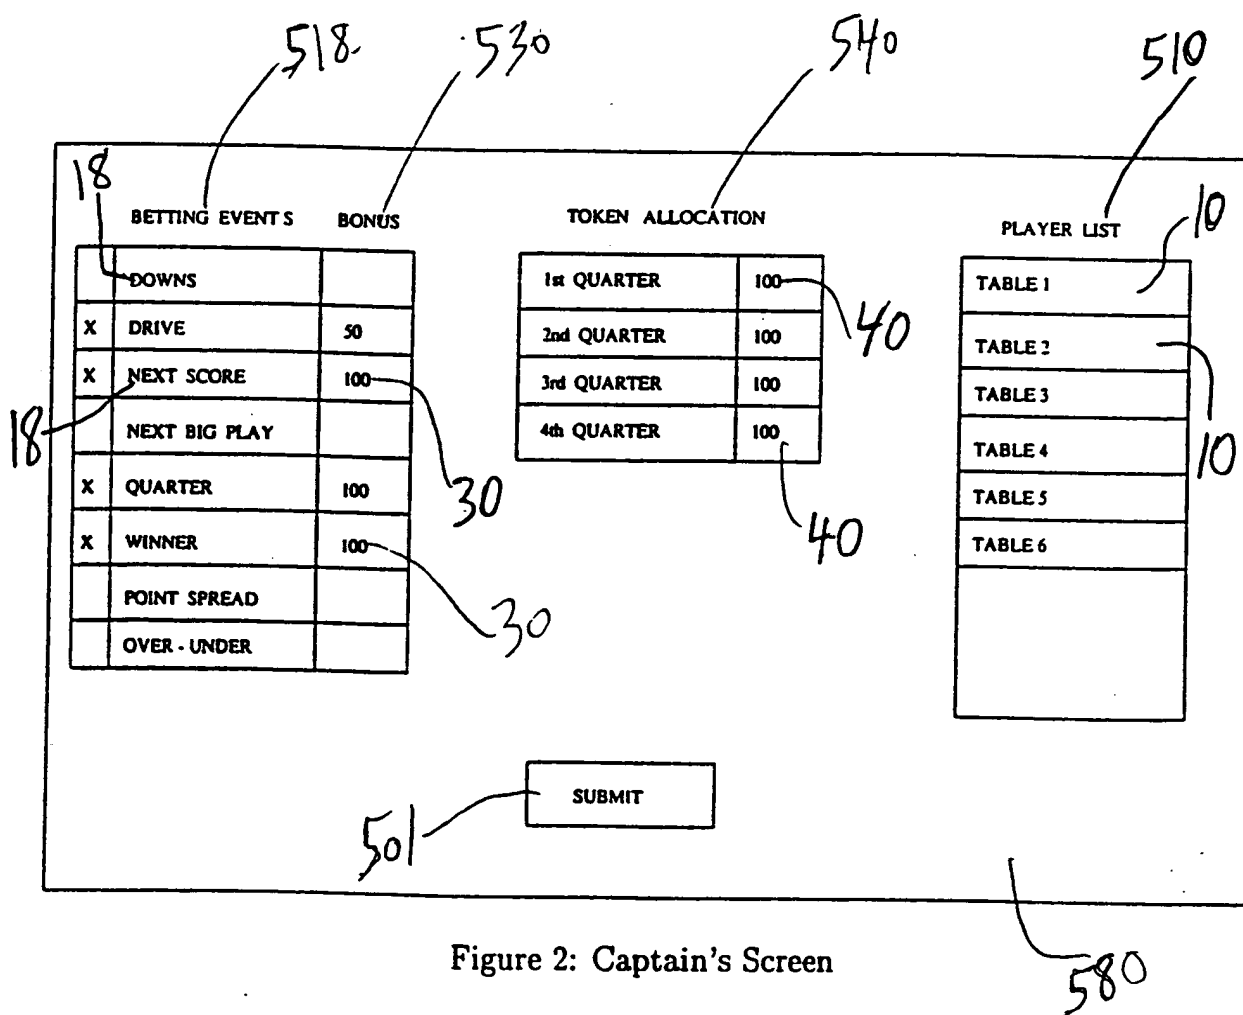 518 530 540 510
18
BETTING EVENTS BONUS TOKEN ALLOCATION PLAYER LIST 10
DOWNS
X DRIVE 50
X NEXT SCORE 100
18
NEXT BIG PLAY
X QUARTER 100
X WINNER 100
POINT SPREAD
OVER - UNDER
30
30
1st QUARTER 100
2nd QUARTER 100
3rd QUARTER 100
4th QUARTER 100
40
40
TABLE 1
TABLE 2
TABLE 3
TABLE 4
TABLE 5
TABLE 6
10
SUBMIT
501
580
Figure 2: Captain's Screen